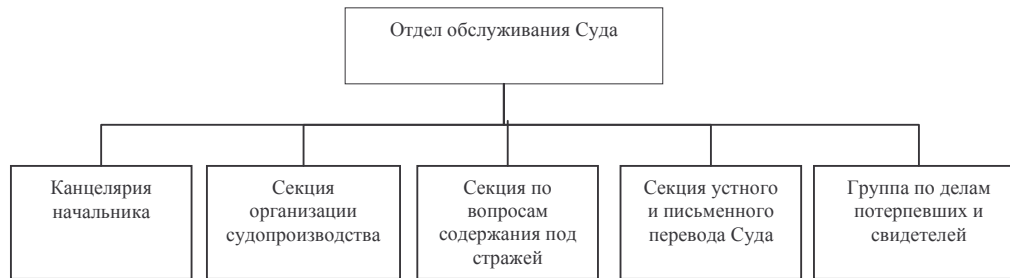 Отдел обслуживания Суда
Канцелярия
начальника
Секция
организации
судопроизводства
Секция по
вопросам
содержания под
стражей
Секция устного
и письменного
перевода Суда
Группа по делам
потерпевших и
свидетелей